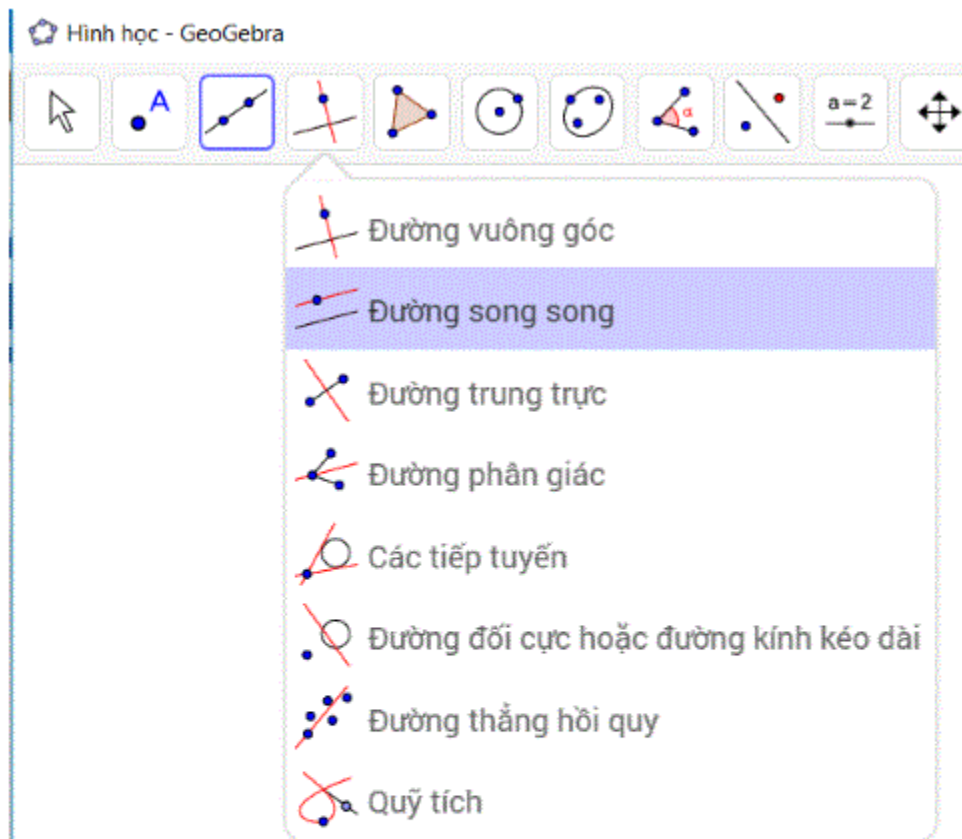 Hình học - GeoGebra
A
α
a=2
Đường vuông góc
Đường song song
Đường trung trực
Đường phân giác
Các tiếp tuyến
Đường đối cực hoặc đường kính kéo dài
Đường thẳng hồi quy
Quỹ tích